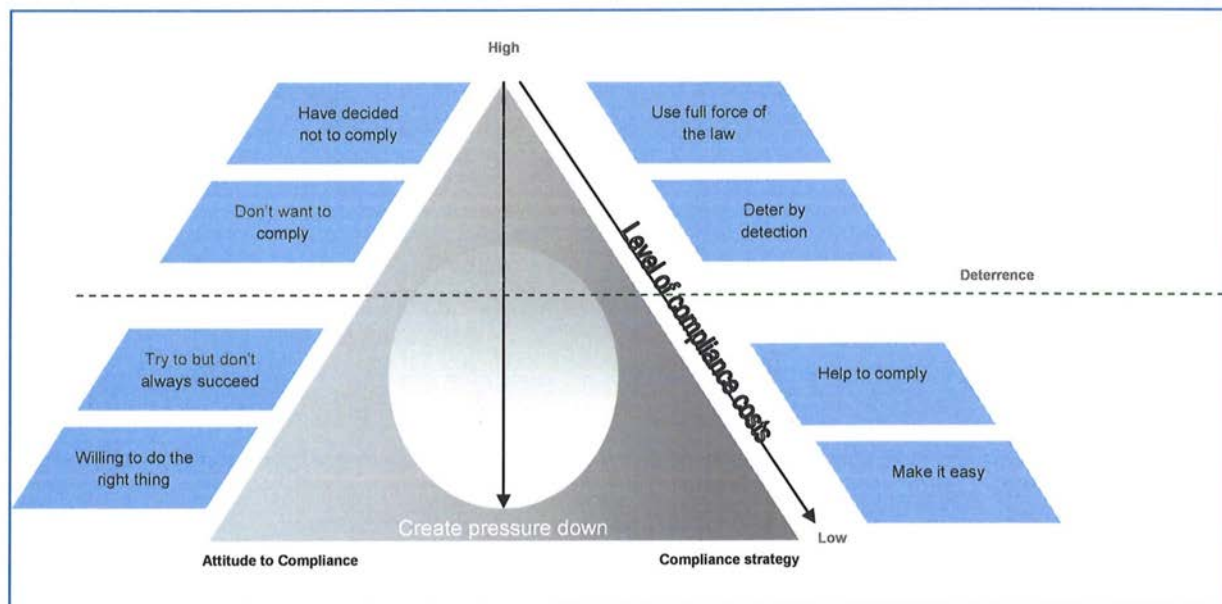 High
Have decided
not to comply
Use full force of
the law
Don't want to
comply
Deter by
detection
Level of compliance costs
Deterrence
Try to but don't
always succeed
Help to comply
Willing to do the
right thing
Make it easy
Create pressure down
Low
Attitude to Compliance
Compliance strategy